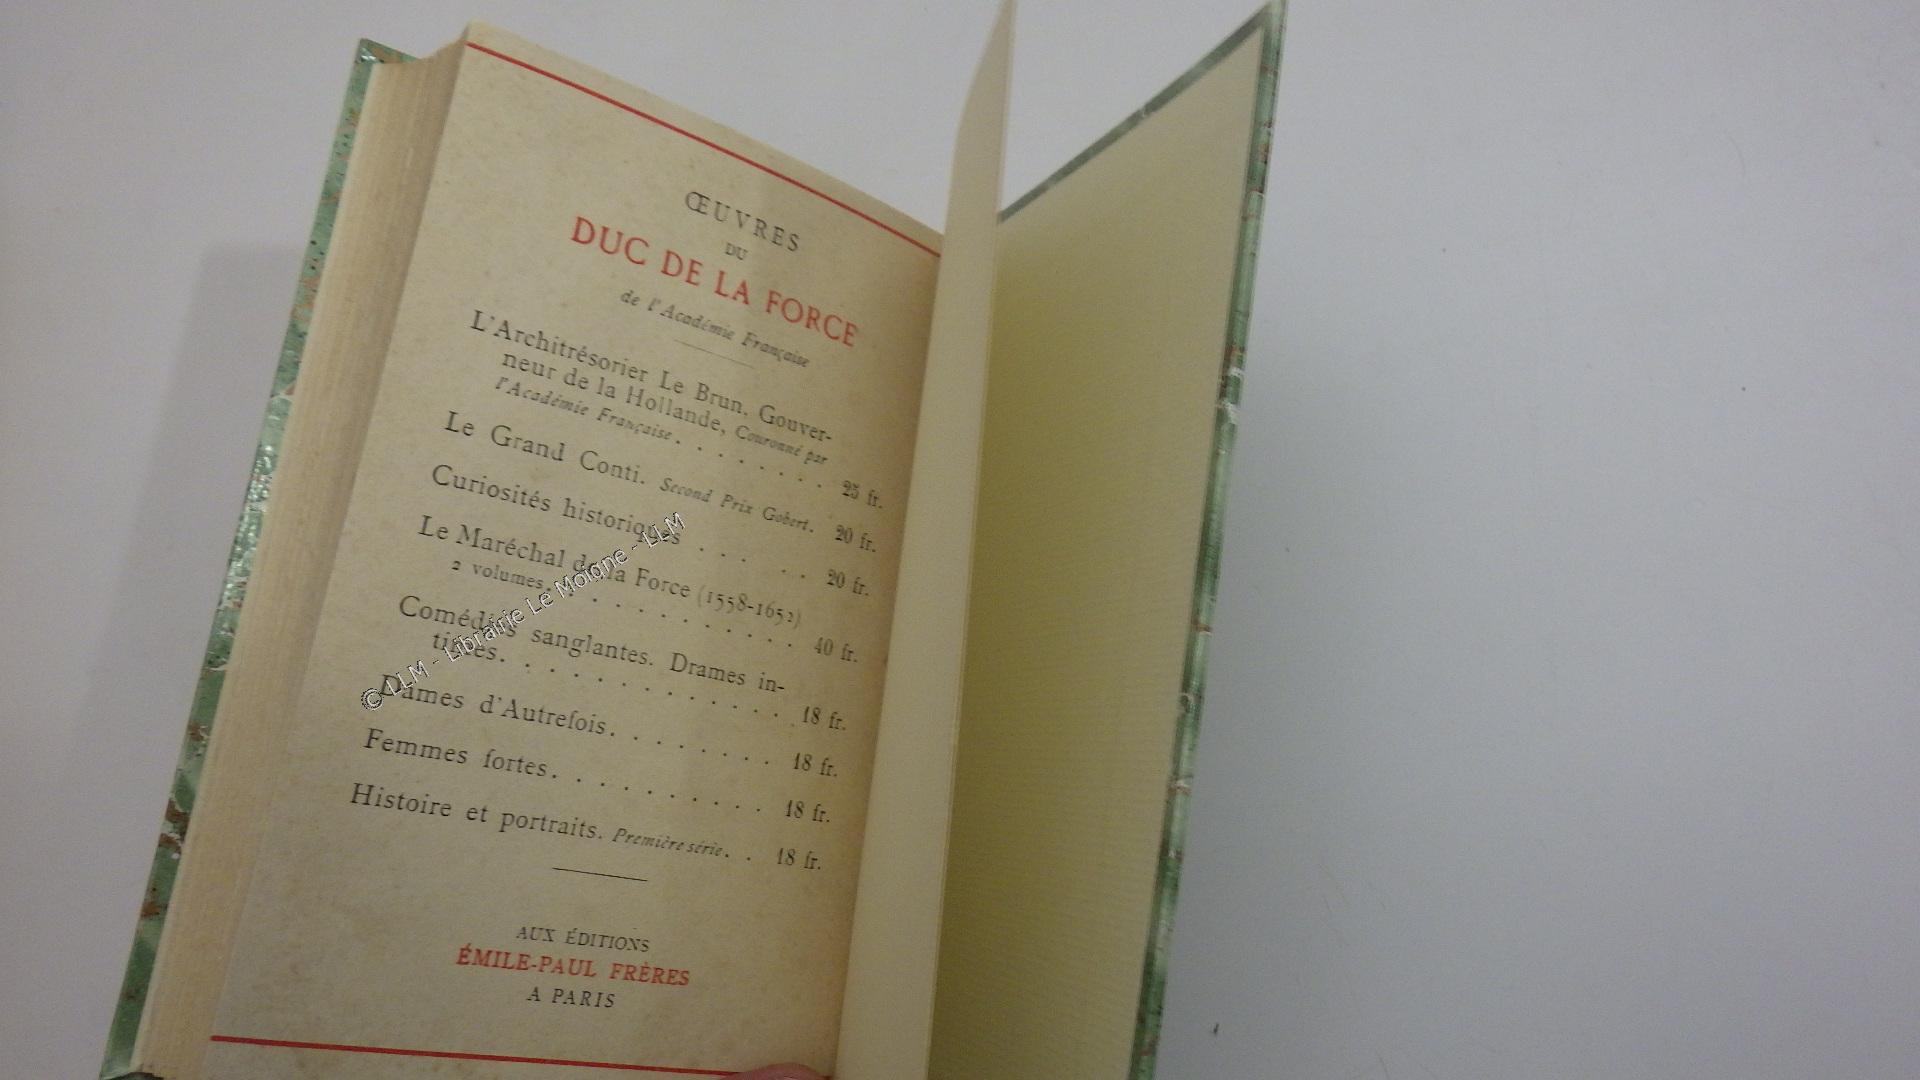 ŒUVRES
DU
DUC DE LA FORCE
de l'Académie Française
L'Architrésorier Le Brun, Gouver-
neur de la Hollande, Couronné par
l'Académie Française. . . . . . . . 25 fr.
Le Grand Conti. Second Prix Gobert. 20 fr.
Curiosités historiques . . . . . 20 fr.
Le Maréchal de la Force (1558-1652)
2 volumes. . . . . . . . . . . 40 fr.
Comédies sanglantes. Drames in-
times. . . . . . . . . . . . . 18 fr.
Dames d'Autrefois. . . . . . . . 18 fr.
Femmes fortes. . . . . . . . . . 18 fr.
Histoire et portraits. Première série. . 18 fr.
AUX ÉDITIONS
ÉMILE-PAUL FRÈRES
A PARIS
© LLM - Librairie Le Moigne - LLM